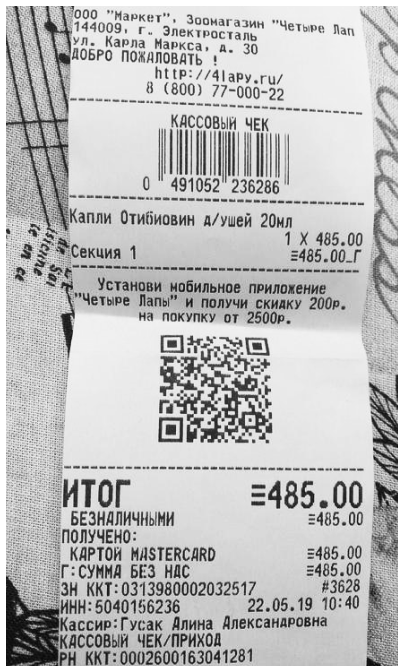 ООО "Маркет", Зоомагазин "Четыре Лап
144009, г. Электросталь
ул. Карла Маркса, д. 30
ДОБРО ПОЖАЛОВАТЬ !
http://4lapy.ru/
8 (800) 77-000-22
КАССОВЫЙ ЧЕК
0 491052 236286
Капли Отибиовин д/ушей 20мл
1 X 485.00
Секция 1 ≡485.00_Г
Установи мобильное приложение
"Четыре Лапы" и получи скидку 200р.
на покупку от 2500р.
ИТОГ ≡485.00
БЕЗНАЛИЧНЫМИ ≡485.00
ПОЛУЧЕНО:
КАРТОЙ MASTERCARD ≡485.00
Г:СУММА БЕЗ НДС ≡485.00
ЗН ККТ:0313980002032517 #3628
ИНН:5040156236 22.05.19 10:40
Кассир:Гусак Алина Александровна
КАССОВЫЙ ЧЕК/ПРИХОД
РН ККТ:0002600163041281